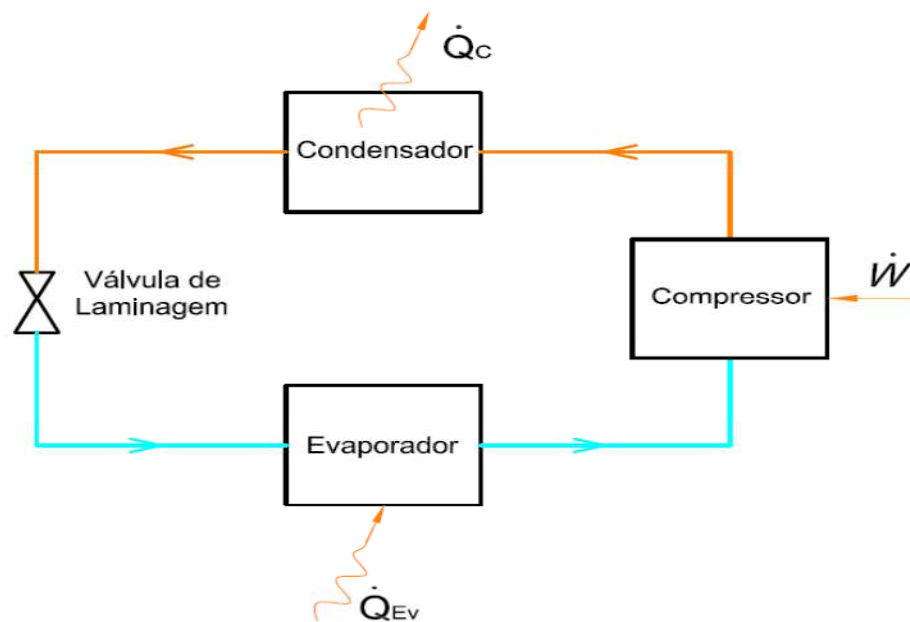 Q̇c
Condensador
Válvula de
Laminagem
Compressor
Ẇ
Evaporador
Q̇Ev